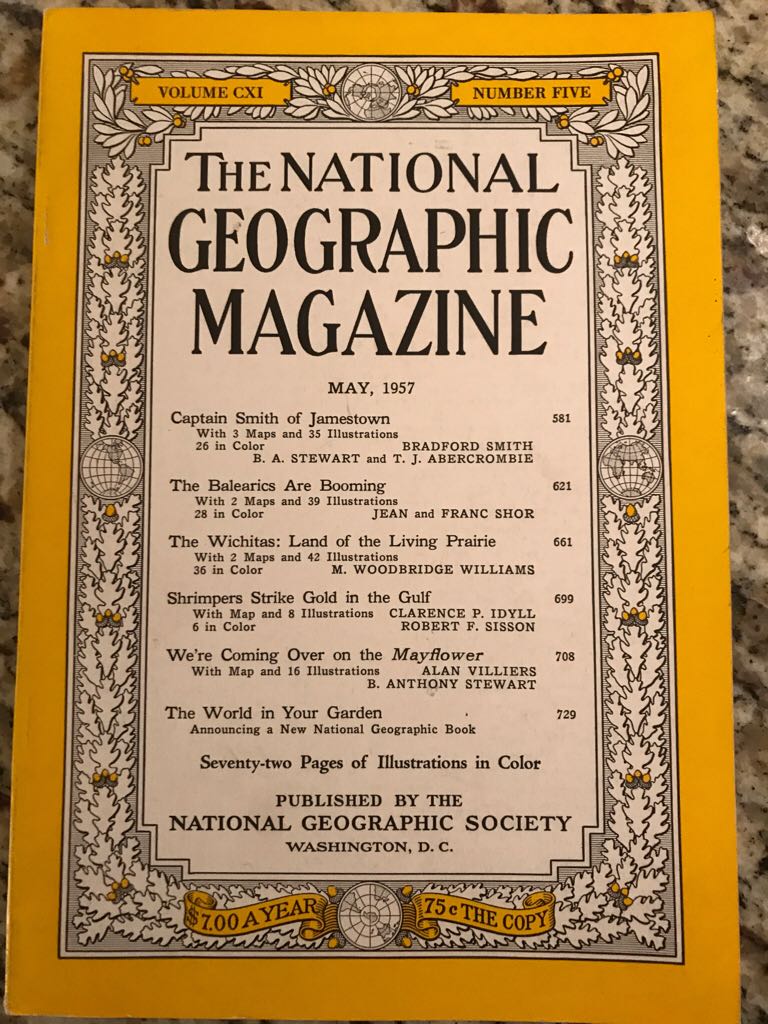 VOLUME CXI NUMBER FIVE
THE NATIONAL
GEOGRAPHIC
MAGAZINE
MAY, 1957
Captain Smith of Jamestown 581
With 3 Maps and 35 Illustrations
26 in Color BRADFORD SMITH
B. A. STEWART and T. J. ABERCROMBIE
The Balearics Are Booming 621
With 2 Maps and 39 Illustrations
28 in Color JEAN and FRANC SHOR
The Wichitas: Land of the Living Prairie 661
With 2 Maps and 42 Illustrations
36 in Color M. WOODBRIDGE WILLIAMS
Shrimpers Strike Gold in the Gulf 699
With Map and 8 Illustrations CLARENCE P. IDYLL
6 in Color ROBERT F. SISSON
We're Coming Over on the Mayflower 708
With Map and 16 Illustrations ALAN VILLIERS
B. ANTHONY STEWART
The World in Your Garden 729
Announcing a New National Geographic Book
Seventy-two Pages of Illustrations in Color
PUBLISHED BY THE
NATIONAL GEOGRAPHIC SOCIETY
WASHINGTON, D. C.
$7.00 A YEAR 75c THE COPY